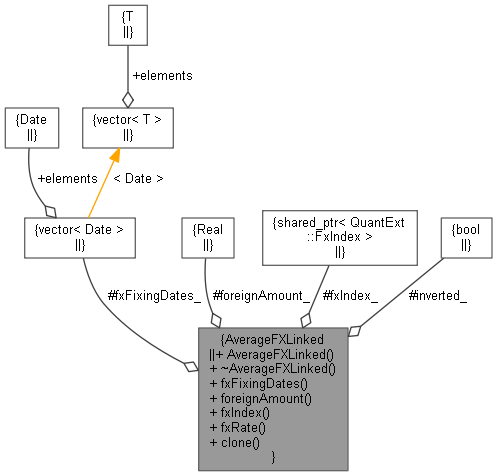 {T
||}
+elements
{Date
||}
{vector< T >
||}
+elements
< Date >
{vector< Date >
||}
{Real
||}
{shared_ptr< QuantExt
::FxIndex >
||}
{bool
||}
#fxFixingDates_
#foreignAmount_
#fxIndex_
#inverted_
{AverageFXLinked
||+ AverageFXLinked()
+ ~AverageFXLinked()
+ fxFixingDates()
+ foreignAmount()
+ fxIndex()
+ fxRate()
+ clone()
}